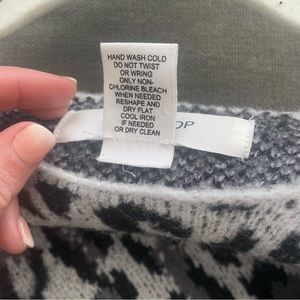 HAND WASH COLD
DO NOT TWIST
OR WRING
ONLY NON-
CHLORINE BLEACH
WHEN NEEDED
RESHAPE AND
DRY FLAT
COOL IRON
IF NEEDED
OR DRY CLEAN